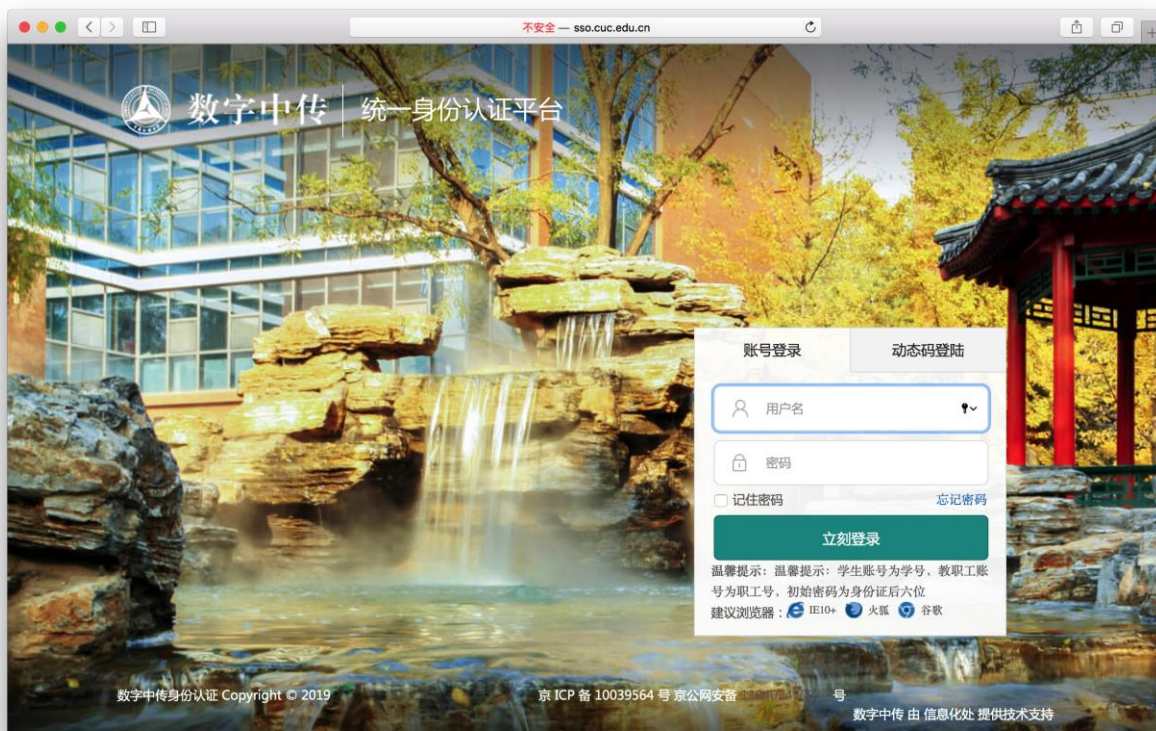 不安全 — sso.cuc.edu.cn
数字中传 统一身份认证平台
账号登录 动态码登陆
用户名
密码
记住密码 忘记密码
立刻登录
温馨提示：温馨提示：学生账号为学号，教职工账
号为职工号，初始密码为身份证后六位
建议浏览器：IE10+ 火狐 谷歌
数字中传身份认证 Copyright © 2019 京 ICP 备 10039564 号 京公网安备 号
数字中传 由 信息化处 提供技术支持